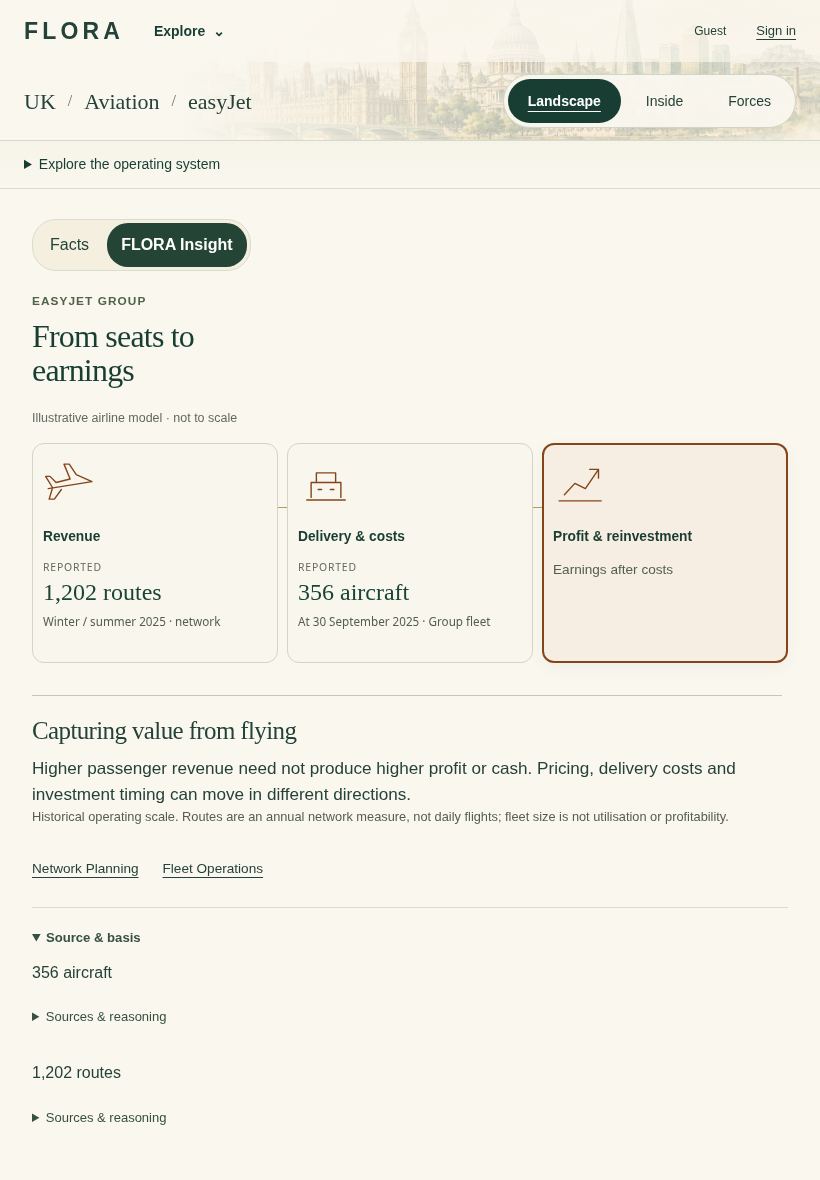 FLORA
Explore
Guest
Sign in
UK / Aviation / easyJet
Landscape
Inside
Forces
Explore the operating system
Facts
FLORA Insight
EASYJET GROUP
From seats to
earnings
Illustrative airline model · not to scale
Revenue
REPORTED
1,202 routes
Winter / summer 2025 · network
Delivery & costs
REPORTED
356 aircraft
At 30 September 2025 · Group fleet
Profit & reinvestment
Earnings after costs
Capturing value from flying
Higher passenger revenue need not produce higher profit or cash. Pricing, delivery costs and
investment timing can move in different directions.
Historical operating scale. Routes are an annual network measure, not daily flights; fleet size is not utilisation or profitability.
Network Planning
Fleet Operations
Source & basis
356 aircraft
Sources & reasoning
1,202 routes
Sources & reasoning